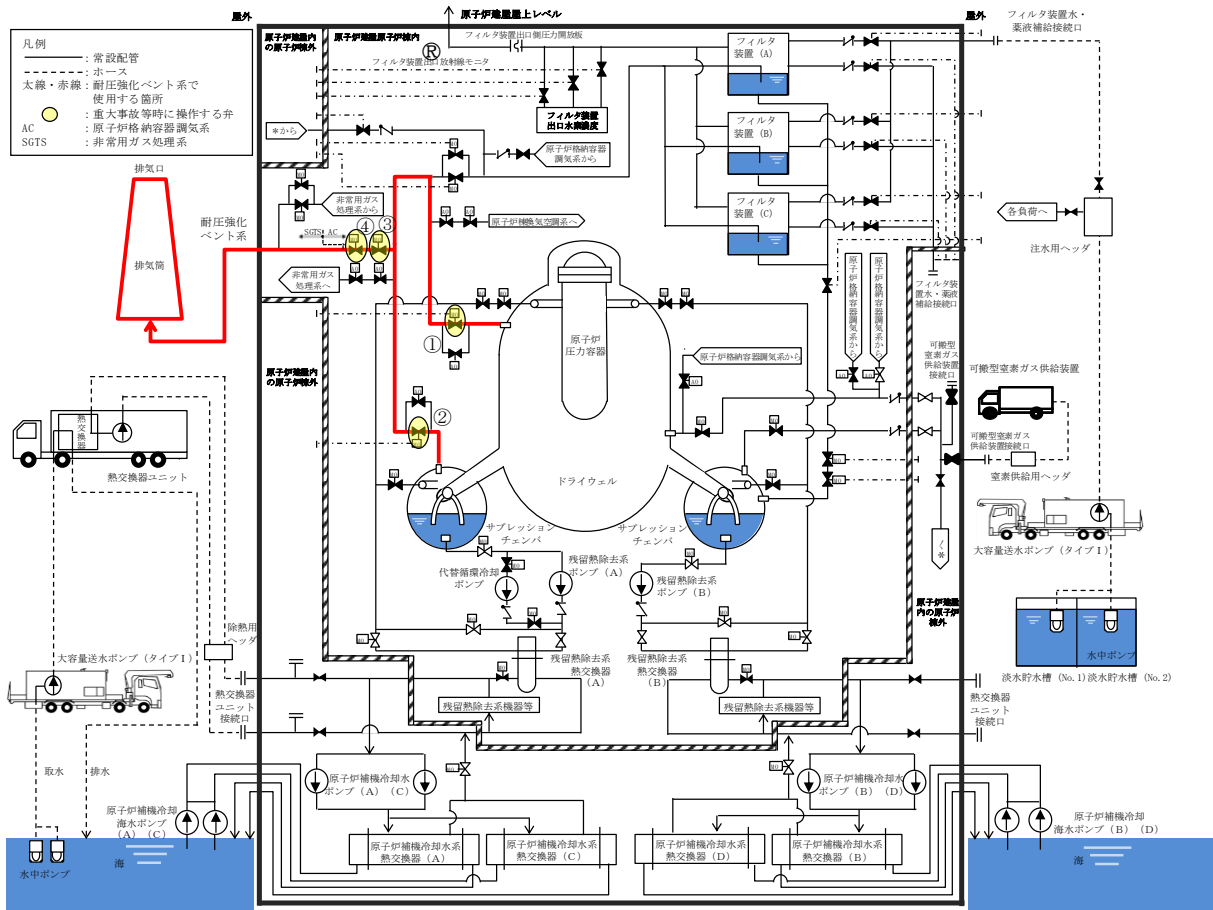 屋外
原子炉建屋屋上レベル
屋外
凡例
：常設配管
：ホース
太線・赤線：耐圧強化ベント系で
使用する箇所
：重大事故等時に操作する弁
AC ：原子炉格納容器調気系
SGTS ：非常用ガス処理系
原子炉建屋内
の原子炉棟外
原子炉建屋原子炉棟内
フィルタ装置出口側圧力開放板
Ⓡ
フィルタ装置出口放射線モニタ
フィルタ装置
出口水素濃度
フィルタ
装置（A）
フィルタ
装置（B）
フィルタ
装置（C）
フィルタ装置水・
薬液補給接続口
＊から
原子炉格納容器
調気系から
排気口
排気筒
耐圧強化
ベント系
非常用ガス
処理系から
SGTS AC
④
③
非常用ガス
処理系へ
原子炉棟換気空調系へ
各負荷へ
注水用ヘッダ
原子炉格納容器調気系から
原子炉格納容器調気系から
フィルタ装
置水・薬液
補給接続口
①
②
原子炉
圧力容器
原子炉格納容器調気系から
可搬型
窒素ガス
供給装置
接続口
可搬型窒素ガス供給装置
可搬型窒素ガス
供給装置接続口
窒素供給用ヘッダ
原子炉建屋内
の原子炉棟外
熱交換器
熱交換器ユニット
ドライウェル
サプレッション
チェンバ
サプレッション
チェンバ
大容量送水ポンプ（タイプⅠ）
＊へ
代替循環冷却
ポンプ
残留熱除去系
ポンプ（A）
残留熱除去系
ポンプ（B）
原子炉建屋
内の原子炉
棟外
除熱用
ヘッダ
大容量送水ポンプ（タイプⅠ）
熱交換器
ユニット
接続口
残留熱除去系
熱交換器
（A）
残留熱除去系
熱交換器
（B）
残留熱除去系機器等
残留熱除去系機器等
水中ポンプ
淡水貯水槽（No.1）淡水貯水槽（No.2）
熱交換器
ユニット
接続口
取水
排水
原子炉補機冷却水
ポンプ（A）（C）
原子炉補機冷却水
ポンプ（B）（D）
原子炉補機冷却
海水ポンプ
（A）（C）
原子炉補機冷却
海水ポンプ（B）（D）
原子炉補機冷却水系
熱交換器（A）
原子炉補機冷却水系
熱交換器（C）
原子炉補機冷却水系
熱交換器（D）
原子炉補機冷却水系
熱交換器（B）
海
水中ポンプ
海